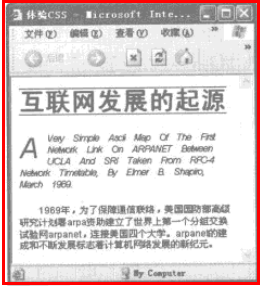 体验CSS - Microsoft Inte...
文件(F) 编辑(E) 查看(V) 收藏(A) »
后退
互联网发展的起源
A Very Simple Ascii Map Of The First
Network Link On ARPANET Between
UCLA And SRI Taken From RFC-4
Network Timetable, By Elmer B. Shapiro,
March 1969.
1969年,为了保障通信联络,美国国防部高级
研究计划署arpa资助建立了世界上第一个分组交换
试验网arpanet,连接美国四个大学。arpanet的建
成和不断发展标志着计算机网络发展的新纪元。
My Computer